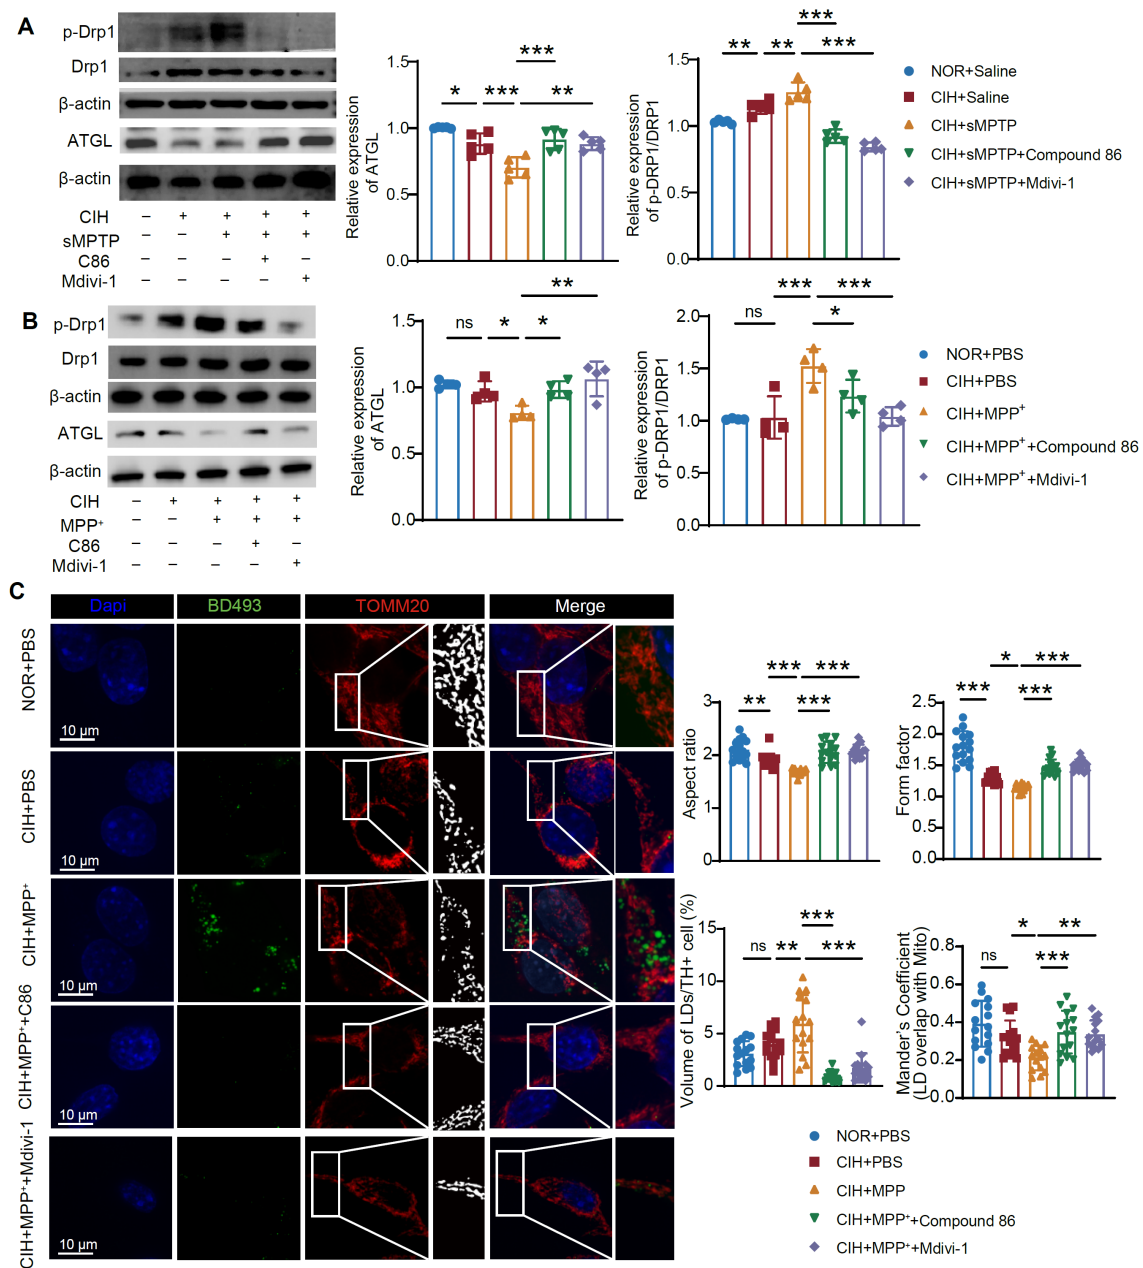 A
p-Drp1
Drp1
β-actin
ATGL
β-actin
CIH – + + + +
sMPTP – – + + +
C86 – – – + –
Mdivi-1 – – – – +
Relative expression
of ATGL
1.5
1.0
0.5
0.0
* *** ** ***
Relative expression
of p-DRP1/DRP1
1.5
1.0
0.5
0.0
** ** *** ***
NOR+Saline
CIH+Saline
CIH+sMPTP
CIH+sMPTP+Compound 86
CIH+sMPTP+Mdivi-1
B
p-Drp1
Drp1
β-actin
ATGL
β-actin
CIH – + + + +
MPP⁺ – – + + +
C86 – – – + –
Mdivi-1 – – – – +
Relative expression
of ATGL
1.5
1.0
0.5
0.0
ns * * **
Relative expression
of p-DRP1/DRP1
2.0
1.5
1.0
0.5
0.0
ns *** * ***
NOR+PBS
CIH+PBS
CIH+MPP⁺
CIH+MPP⁺+Compound 86
CIH+MPP⁺+Mdivi-1
C
Dapi BD493 TOMM20 Merge
NOR+PBS
10 μm
CIH+PBS
10 μm
CIH+MPP⁺
10 μm
CIH+MPP⁺+C86
10 μm
CIH+MPP⁺+Mdivi-1
10 μm
Aspect ratio
3
2
1
0
** *** *** ***
Form factor
2.5
2.0
1.5
1.0
0.5
0.0
*** * *** ***
Volume of LDs/TH+ cell (%)
15
10
5
0
ns ** *** ***
Mander's Coefficient
(LD overlap with Mito)
0.8
0.6
0.4
0.2
0.0
ns * *** **
NOR+PBS
CIH+PBS
CIH+MPP
CIH+MPP⁺+Compound 86
CIH+MPP⁺+Mdivi-1